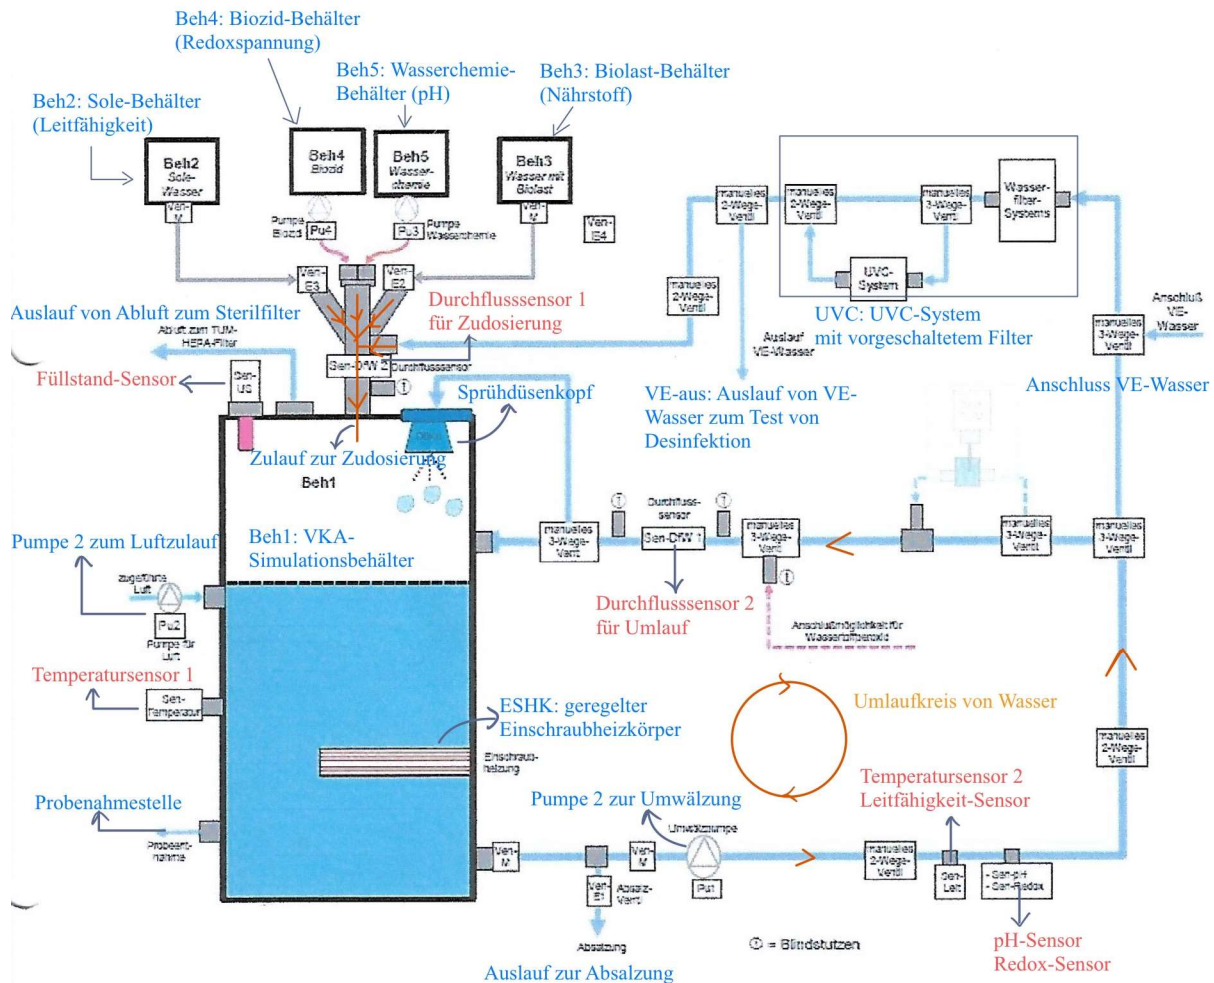 Beh4: Biozid-Behälter
(Redoxspannung)
Beh5: Wasserchemie-
Behälter (pH)
Beh3: Biolast-Behälter
(Nährstoff)
Beh2: Sole-Behälter
(Leitfähigkeit)
Beh2
Sole-
Wasser
Ven-
M
Beh4
Biozid
Beh5
Wasser-
chemie
Beh3
Wasser mit
Biolast
Ven-
M
Pumpe
Biozid
Pu4
Pu3
Pumpe
Wasserchemie
Ven-
E4
Ven-
E3
Ven-
E2
manuelles
2-Wege-
Ventil
manuelles
2-Wege-
Ventil
manuelles
3-Wege-
Ventil
Wasser-
filter-
Systems
UVC-
System
manuelles
2-Wege-
Ventil
UVC: UVC-System
mit vorgeschaltetem Filter
Anschluß
VE-
Wasser
manuelles
3-Wege-
Ventil
Anschluss VE-Wasser
Auslauf
VE-Wasser
VE-aus: Auslauf von VE-
Wasser zum Test von
Desinfektion
Auslauf von Abluft zum Sterilfilter
Abluft zum TUM-
HEPA-Filter
Durchflusssensor 1
für Zudosierung
Sen-DfW 2
Durchflusssensor
Füllstand-Sensor
Sen-
US
Sprühdüsenkopf
Zulauf zur Zudosierung
Beh1
Beh1: VKA-
Simulationsbehälter
manuelles
3-Wege-
Ventil
Durchfluss-
sensor
Sen-DfW 1
manuelles
3-Wege-
Ventil
manuelles
3-Wege-
Ventil
manuelles
3-Wege-
Ventil
Durchflusssensor 2
für Umlauf
Anschlußmöglichkeit für
Wasserstoffperoxid
Pumpe 2 zum Luftzulauf
zugeführte
Luft
Pu2
Pumpe für
Luft
Temperatursensor 1
Sen-
Temperatur
ESHK: geregelter
Einschraubheizkörper
Einschraub-
heizung
Umlaufkreis von Wasser
manuelles
2-Wege-
Ventil
Probenahmestelle
Probeent-
nahme
Pumpe 2 zur Umwälzung
Umwälzpumpe
Ven-M
Ven-
E1
Absalz-
Ventil
Ven-M
Pu1
manuelles
2-Wege-
Ventil
Temperatursensor 2
Leitfähigkeit-Sensor
Sen-
Leit
- Sen-pH
- Sen-Redox
pH-Sensor
Redox-Sensor
Absalzung
Auslauf zur Absalzung
① = Blindstutzen